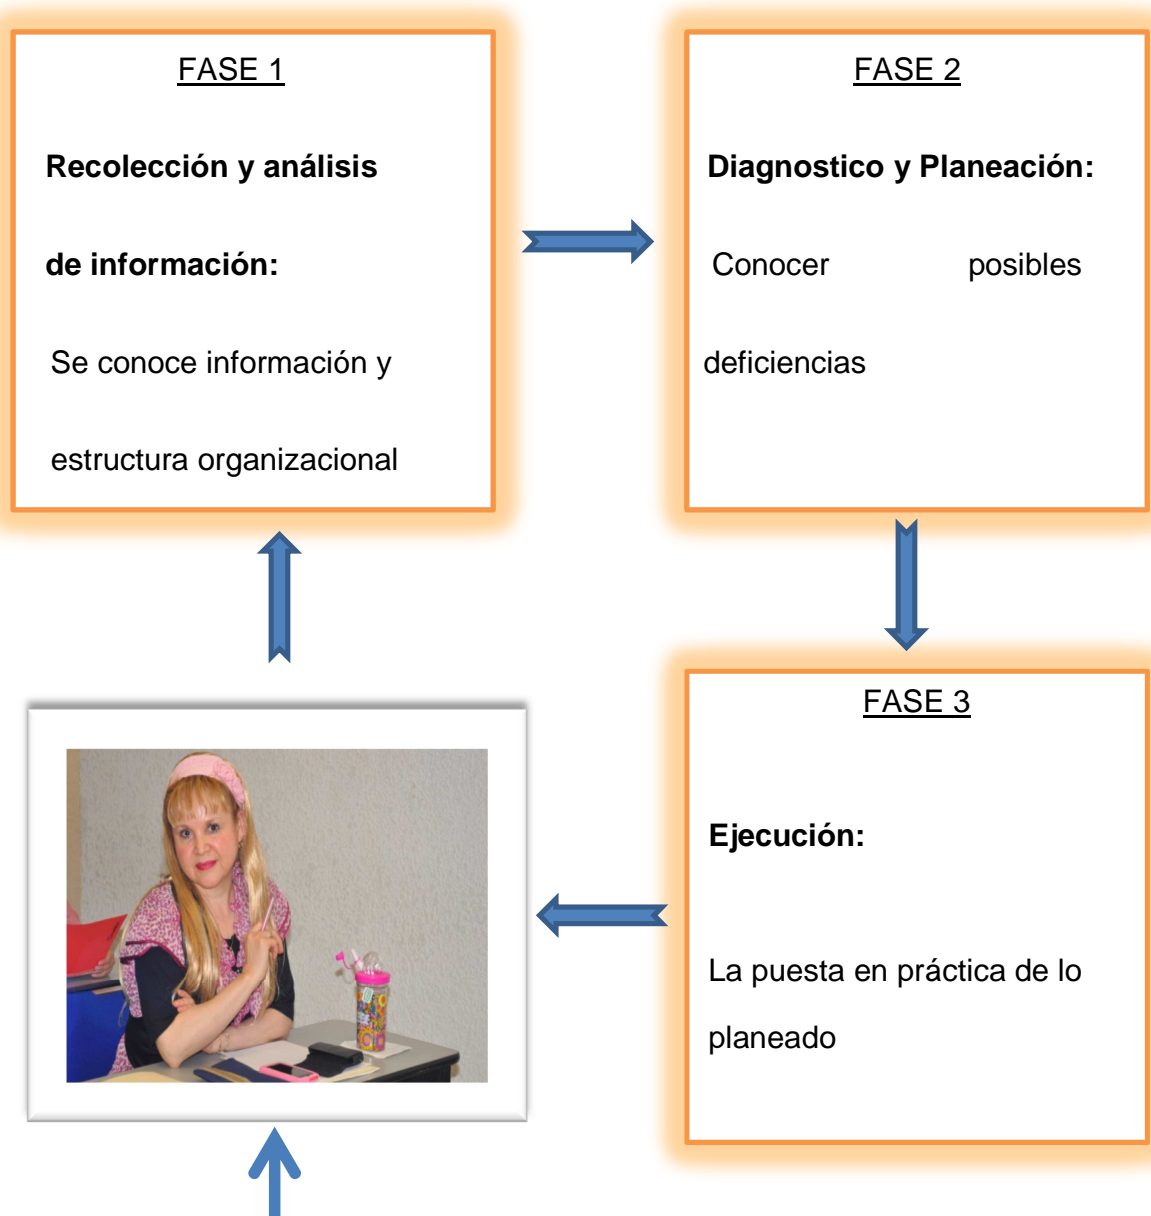 FASE 1
Recolección y análisis
de información:
Se conoce información y
estructura organizacional
FASE 2
Diagnostico y Planeación:
Conocer posibles
deficiencias
FASE 3
Ejecución:
La puesta en práctica de lo
planeado